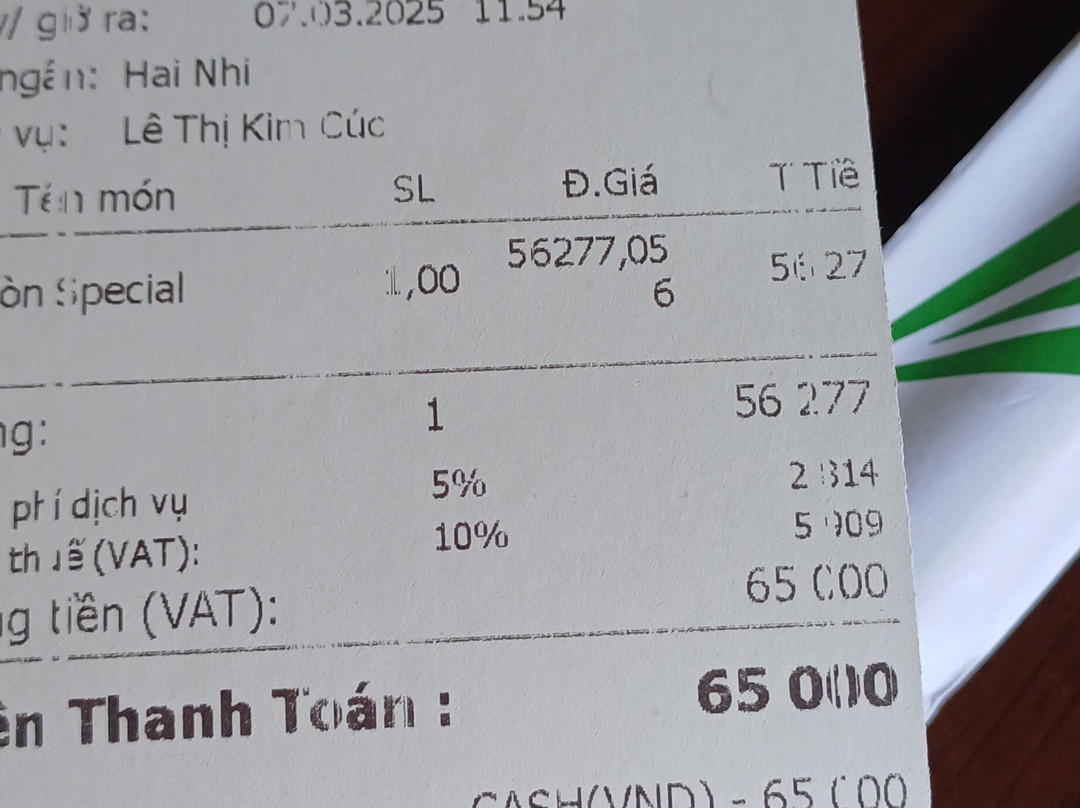 giờ ra: 07.03.2025 11:54
ngân: Hai Nhi
vụ: Lê Thị Kim Cúc
Tên món SL Đ.Giá T Tiề
òn Special 1,00 56277,05 56 27
6
ng: 1 56 277
phí dịch vụ 5% 2 814
thuế (VAT): 10% 5 909
ng tiền (VAT): 65 000
ền Thanh Toán : 65 000
CASH(VND) - 65 000